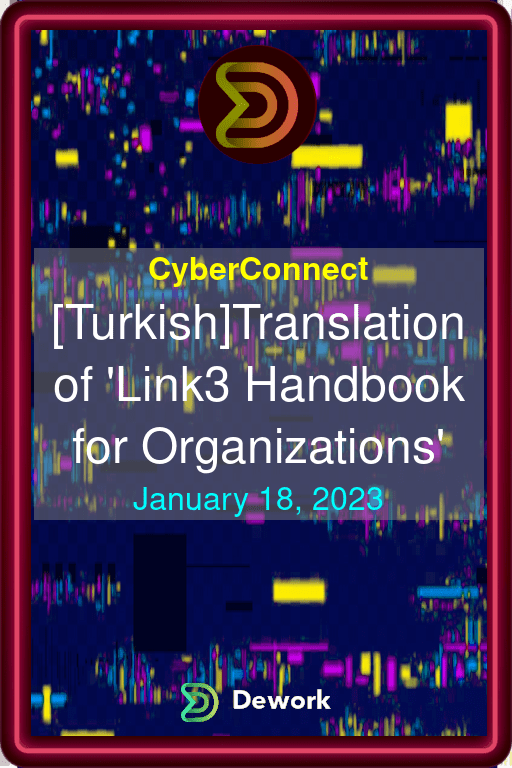 CyberConnect
[Turkish]Translation
of 'Link3 Handbook
for Organizations'
January 18, 2023
Dework